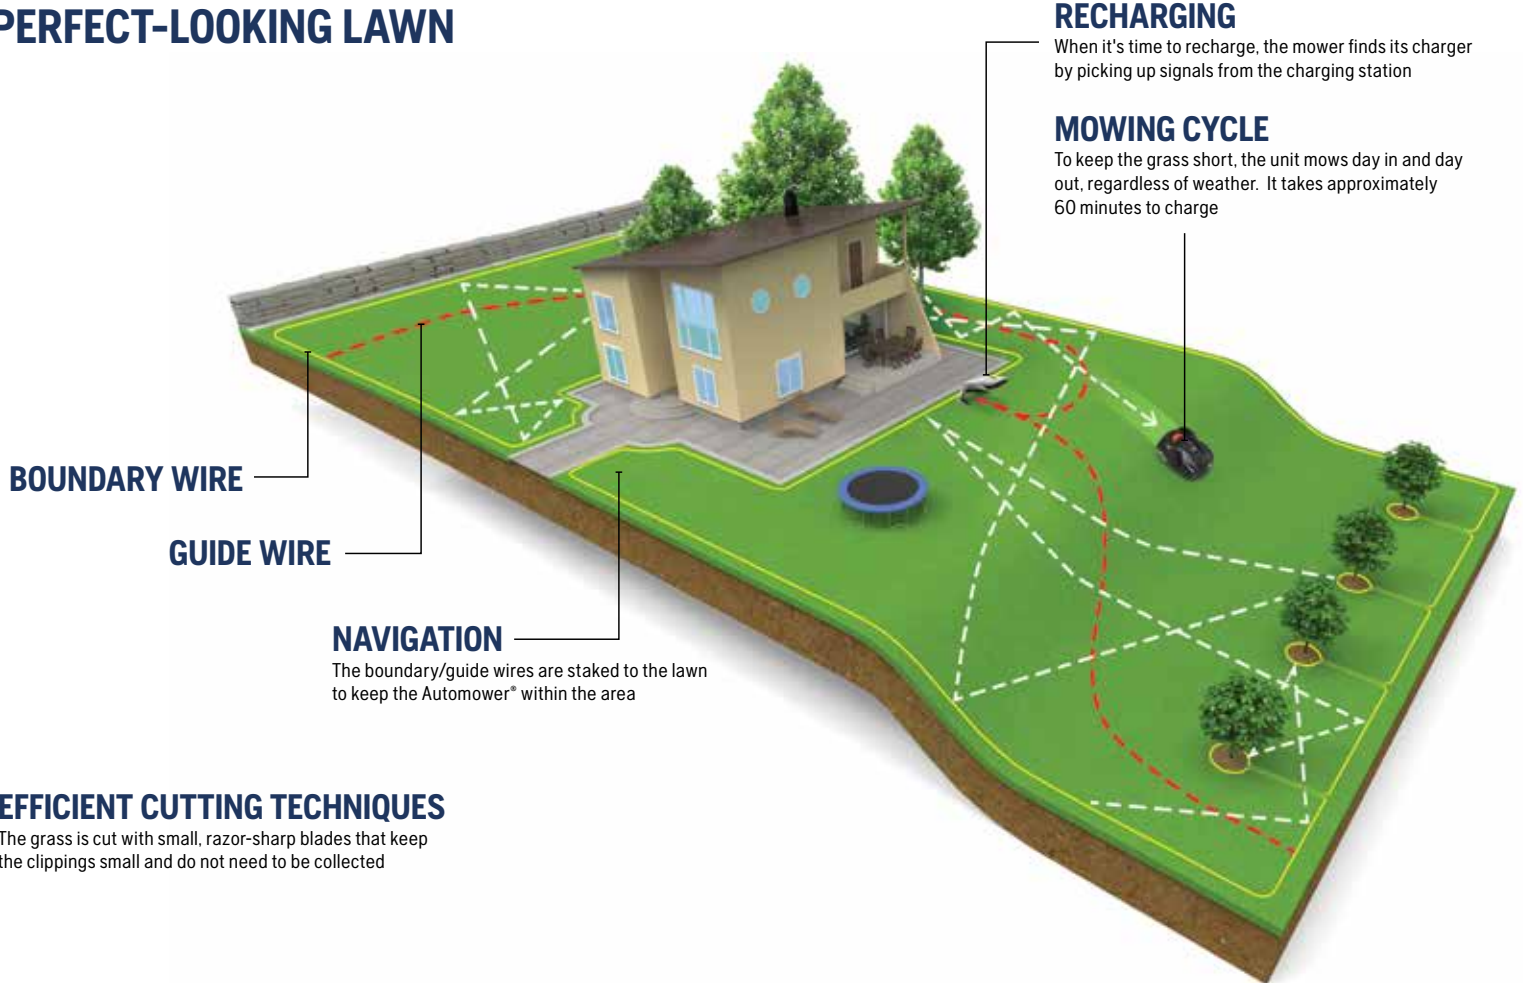 PERFECT-LOOKING LAWN
RECHARGING
When it's time to recharge, the mower finds its charger
by picking up signals from the charging station
MOWING CYCLE
To keep the grass short, the unit mows day in and day
out, regardless of weather.  It takes approximately
60 minutes to charge
BOUNDARY WIRE
GUIDE WIRE
NAVIGATION
The boundary/guide wires are staked to the lawn
to keep the Automower® within the area
EFFICIENT CUTTING TECHNIQUES
The grass is cut with small, razor-sharp blades that keep
the clippings small and do not need to be collected